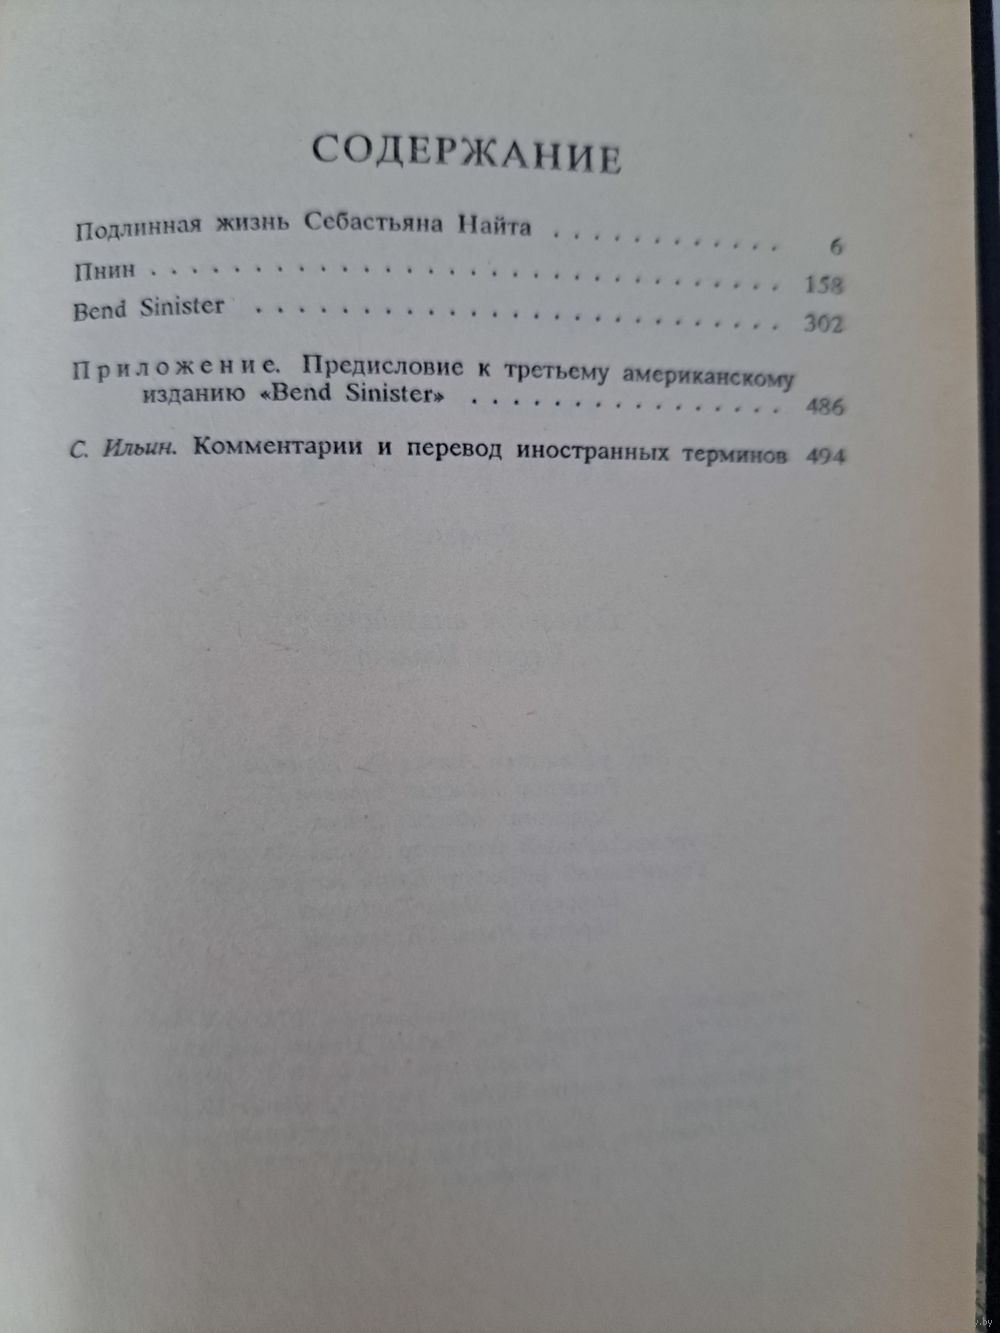 СОДЕРЖАНИЕ
Подлинная жизнь Себастьяна Найта . . . . . . . . . . . . 6
Пнин . . . . . . . . . . . . . . . . . . . . . . . . 158
Bend Sinister . . . . . . . . . . . . . . . . . . . . 302
Приложение. Предисловие к третьему американскому
изданию «Bend Sinister» . . . . . . . . . . . . . . . 486
С. Ильин. Комментарии и перевод иностранных терминов 494